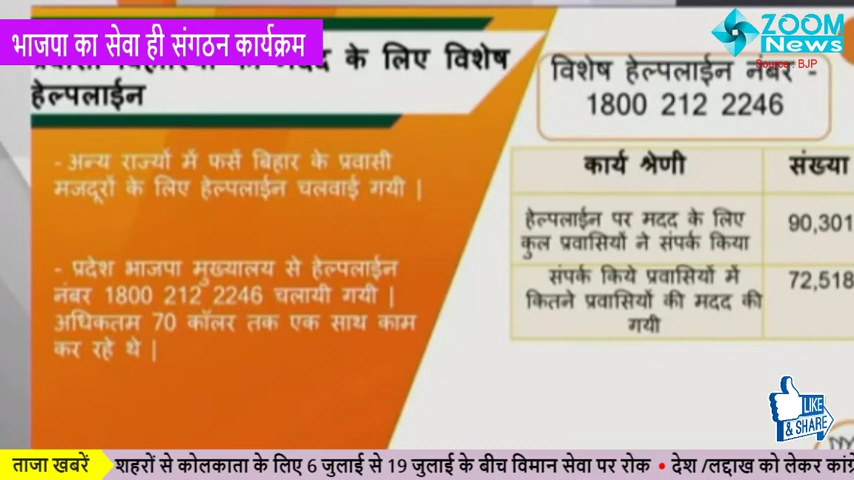 भाजपा का सेवा ही संगठन कार्यक्रम
ZOOM
News
Source : BJP
के लिए विशेष
हेल्पलाईन
- अन्य राज्यों में फसें बिहार के प्रवासी
मजदूरों के लिए हेल्पलाईन चलवाई गयी |
- प्रदेश भाजपा मुख्यालय से हेल्पलाईन
नंबर 1800 212 2246 चलायी गयी |
अधिकतम 70 कॉलर तक एक साथ काम
कर रहे थे |
विशेष हेल्पलाईन नंबर -
1800 212 2246
कार्य श्रेणी संख्या
हेल्पलाईन पर मदद के लिए
कुल प्रवासियों ने संपर्क किया
90,301
संपर्क किये प्रवासियों में
कितने प्रवासियों की मदद की
गयी
72,518
LIKE
& SHARE
ताजा खबरें
शहरों से कोलकाता के लिए 6 जुलाई से 19 जुलाई के बीच विमान सेवा पर रोक • देश /लद्दाख को लेकर